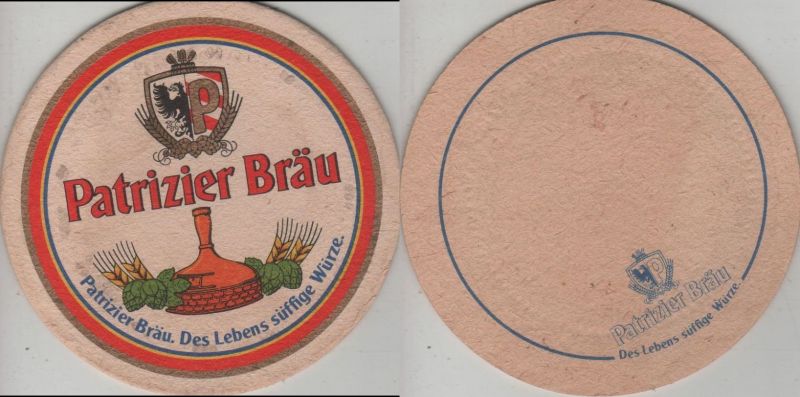 P
Patrizier Bräu
Patrizier Bräu. Des Lebens süffige Würze.
P
Patrizier Bräu
Des Lebens süffige Würze.